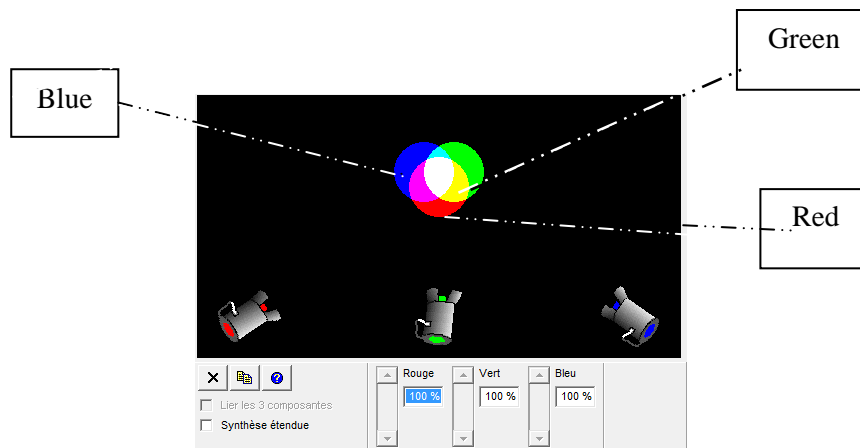 Green
Blue
Red
Rouge Vert Bleu
100 % 100 % 100 %
Lier les 3 composantes
Synthèse étendue